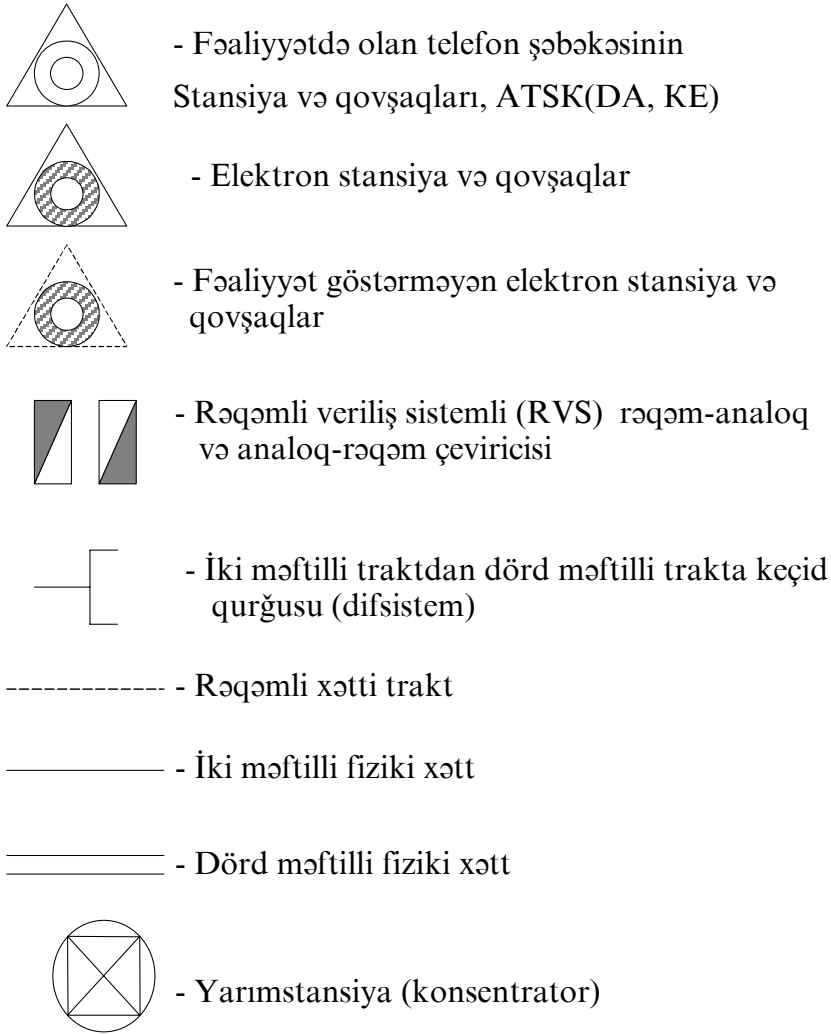 - Fəaliyyətdə olan telefon şəbəkəsinin
Stansiya və qovşaqları, ATSK(DA, KE)
- Elektron stansiya və qovşaqlar
- Fəaliyyət göstərməyən elektron stansiya və
qovşaqlar
- Rəqəmli veriliş sistemli (RVS) rəqəm-analoq
və analoq-rəqəm çeviricisi
- İki məftilli traktdan dörd məftilli trakta keçid
qurğusu (difsistem)
- Rəqəmli xətti trakt
- İki məftilli fiziki xətt
- Dörd məftilli fiziki xətt
- Yarımstansiya (konsentrator)